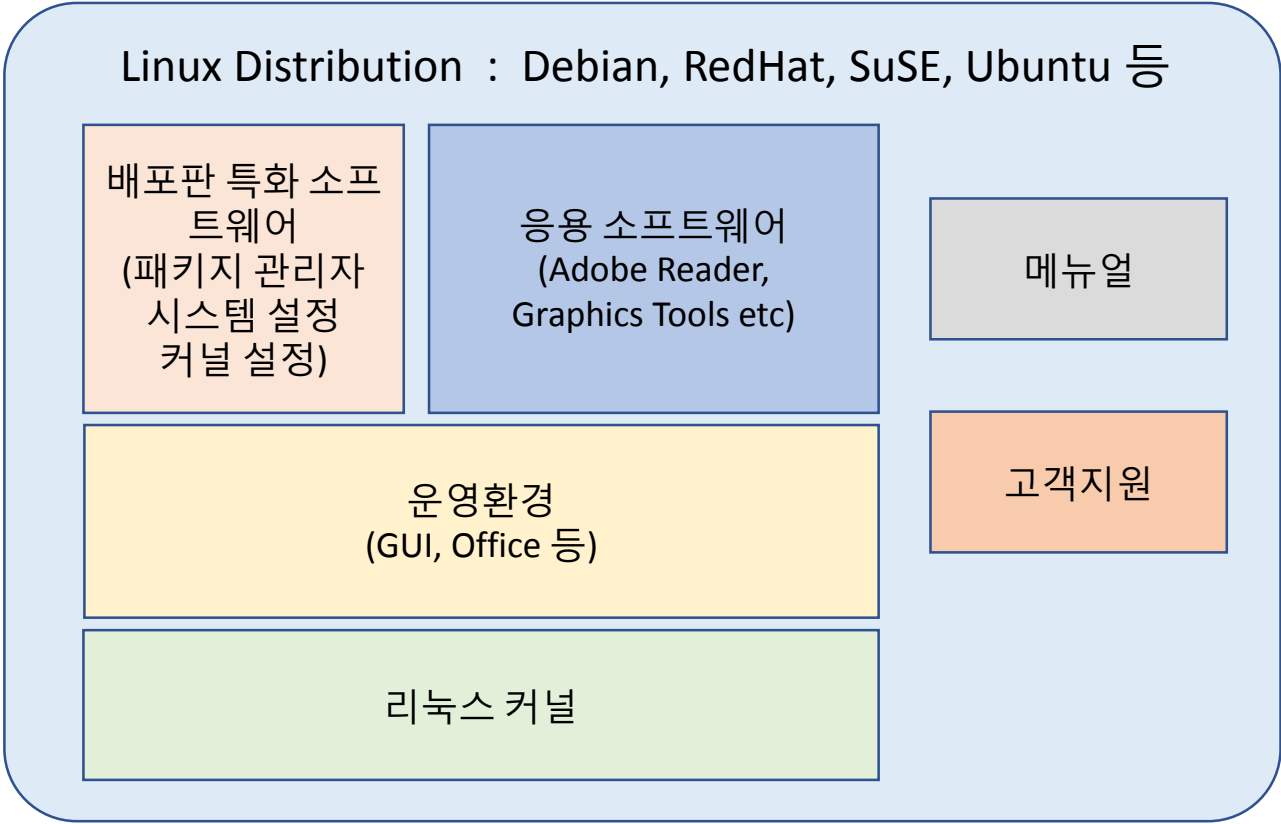 Linux Distribution : Debian, RedHat, SuSE, Ubuntu 등
배포판 특화 소프
트웨어
(패키지 관리자
시스템 설정
커널 설정)
응용 소프트웨어
(Adobe Reader,
Graphics Tools etc)
메뉴얼
고객지원
운영환경
(GUI, Office 등)
리눅스 커널